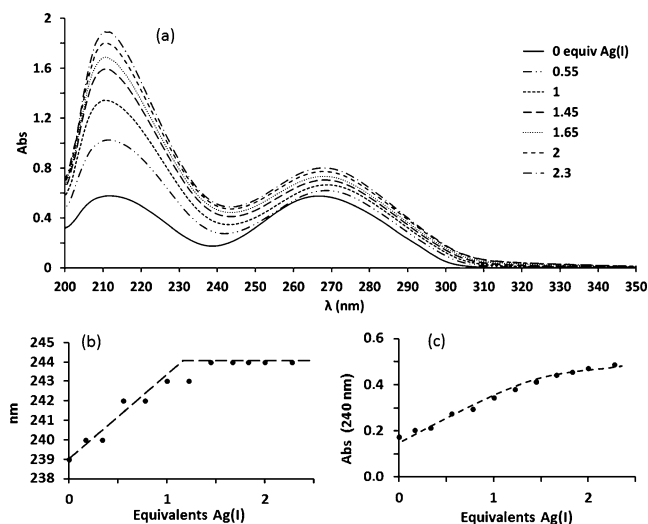 (a)
2
1.6
1.2
0.8
0.4
0
Abs
200 210 220 230 240 250 260 270 280 290 300 310 320 330 340 350
λ (nm)
0 equiv Ag(I)
0.55
1
1.45
1.65
2
2.3
(b)
245
244
243
242
241
240
239
238
nm
0 1 2
Equivalents Ag(I)
(c)
0.6
0.4
0.2
0.0
Abs (240 nm)
0 1 2
Equivalents Ag(I)